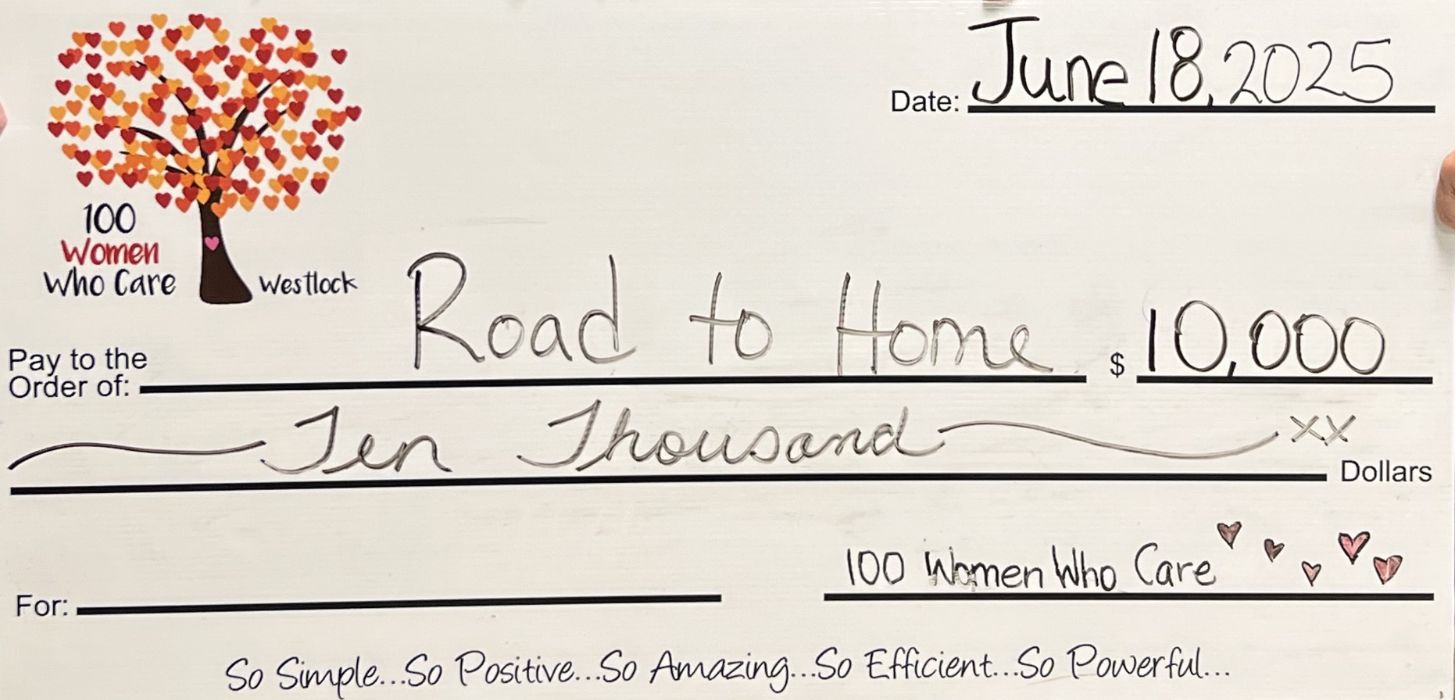 Date: June 18, 2025
100
Women
Who Care Westlock
Pay to the
Order of: Road to Home $ 10,000
Ten Thousand xx Dollars
100 Women Who Care
For:
So Simple...So Positive...So Amazing...So Efficient...So Powerful...